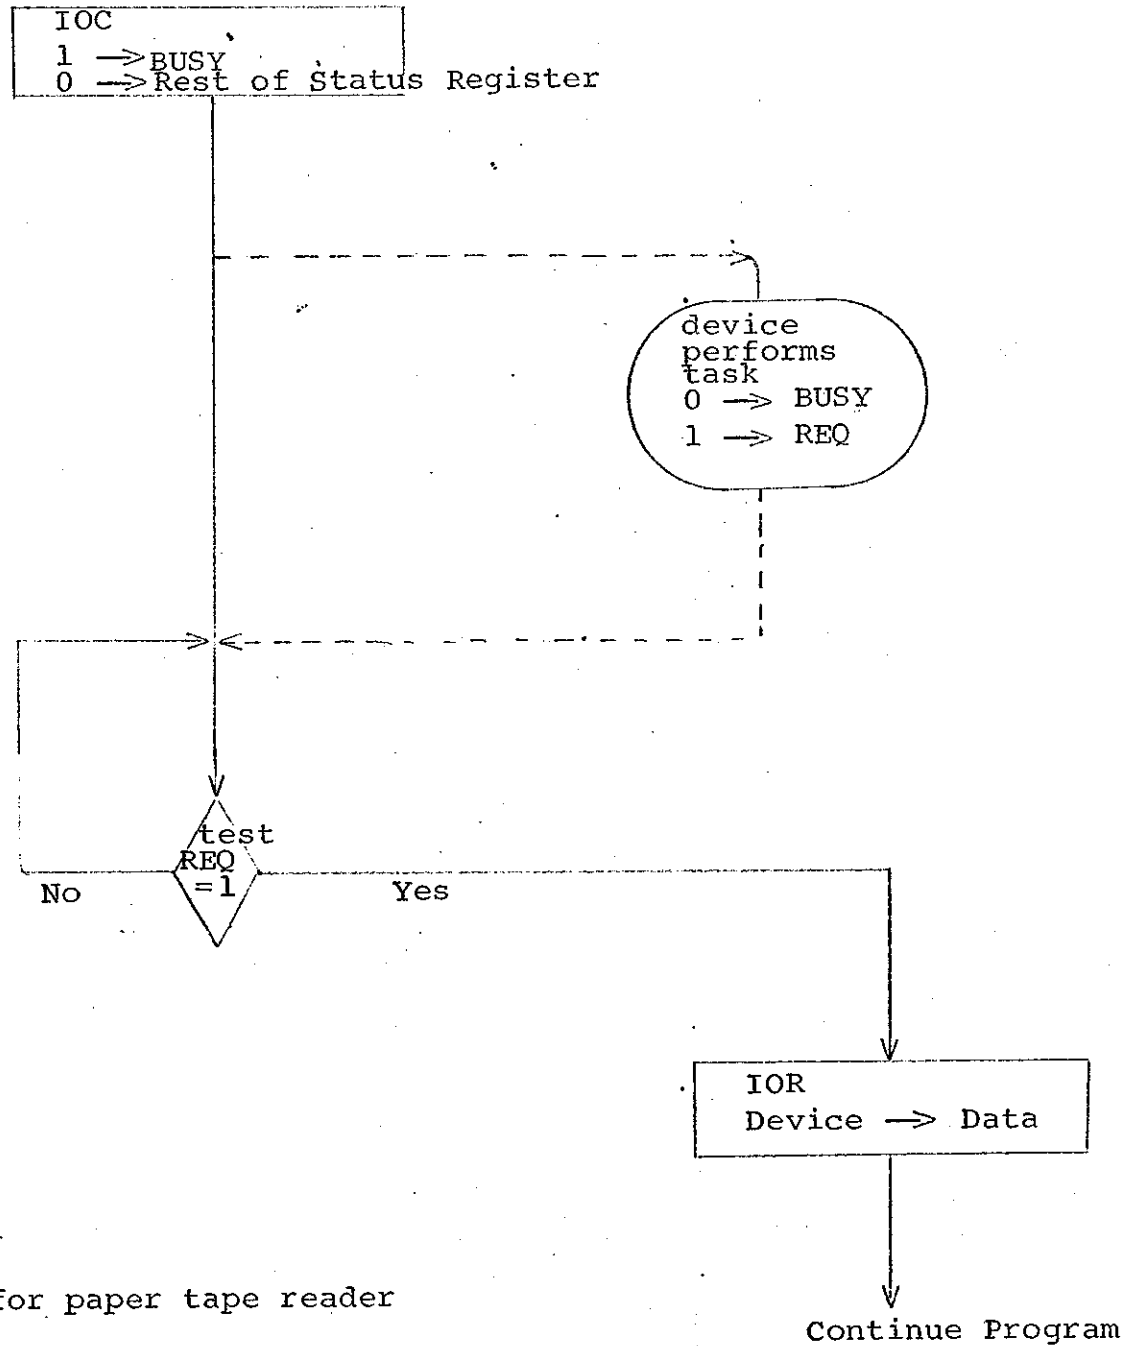 IOC
1 —> BUSY
0 —> Rest of Status Register
device
performs
task
0 —> BUSY
1 —> REQ
test
REQ
=1
No
Yes
IOR
Device —> Data
for paper tape reader
Continue Program